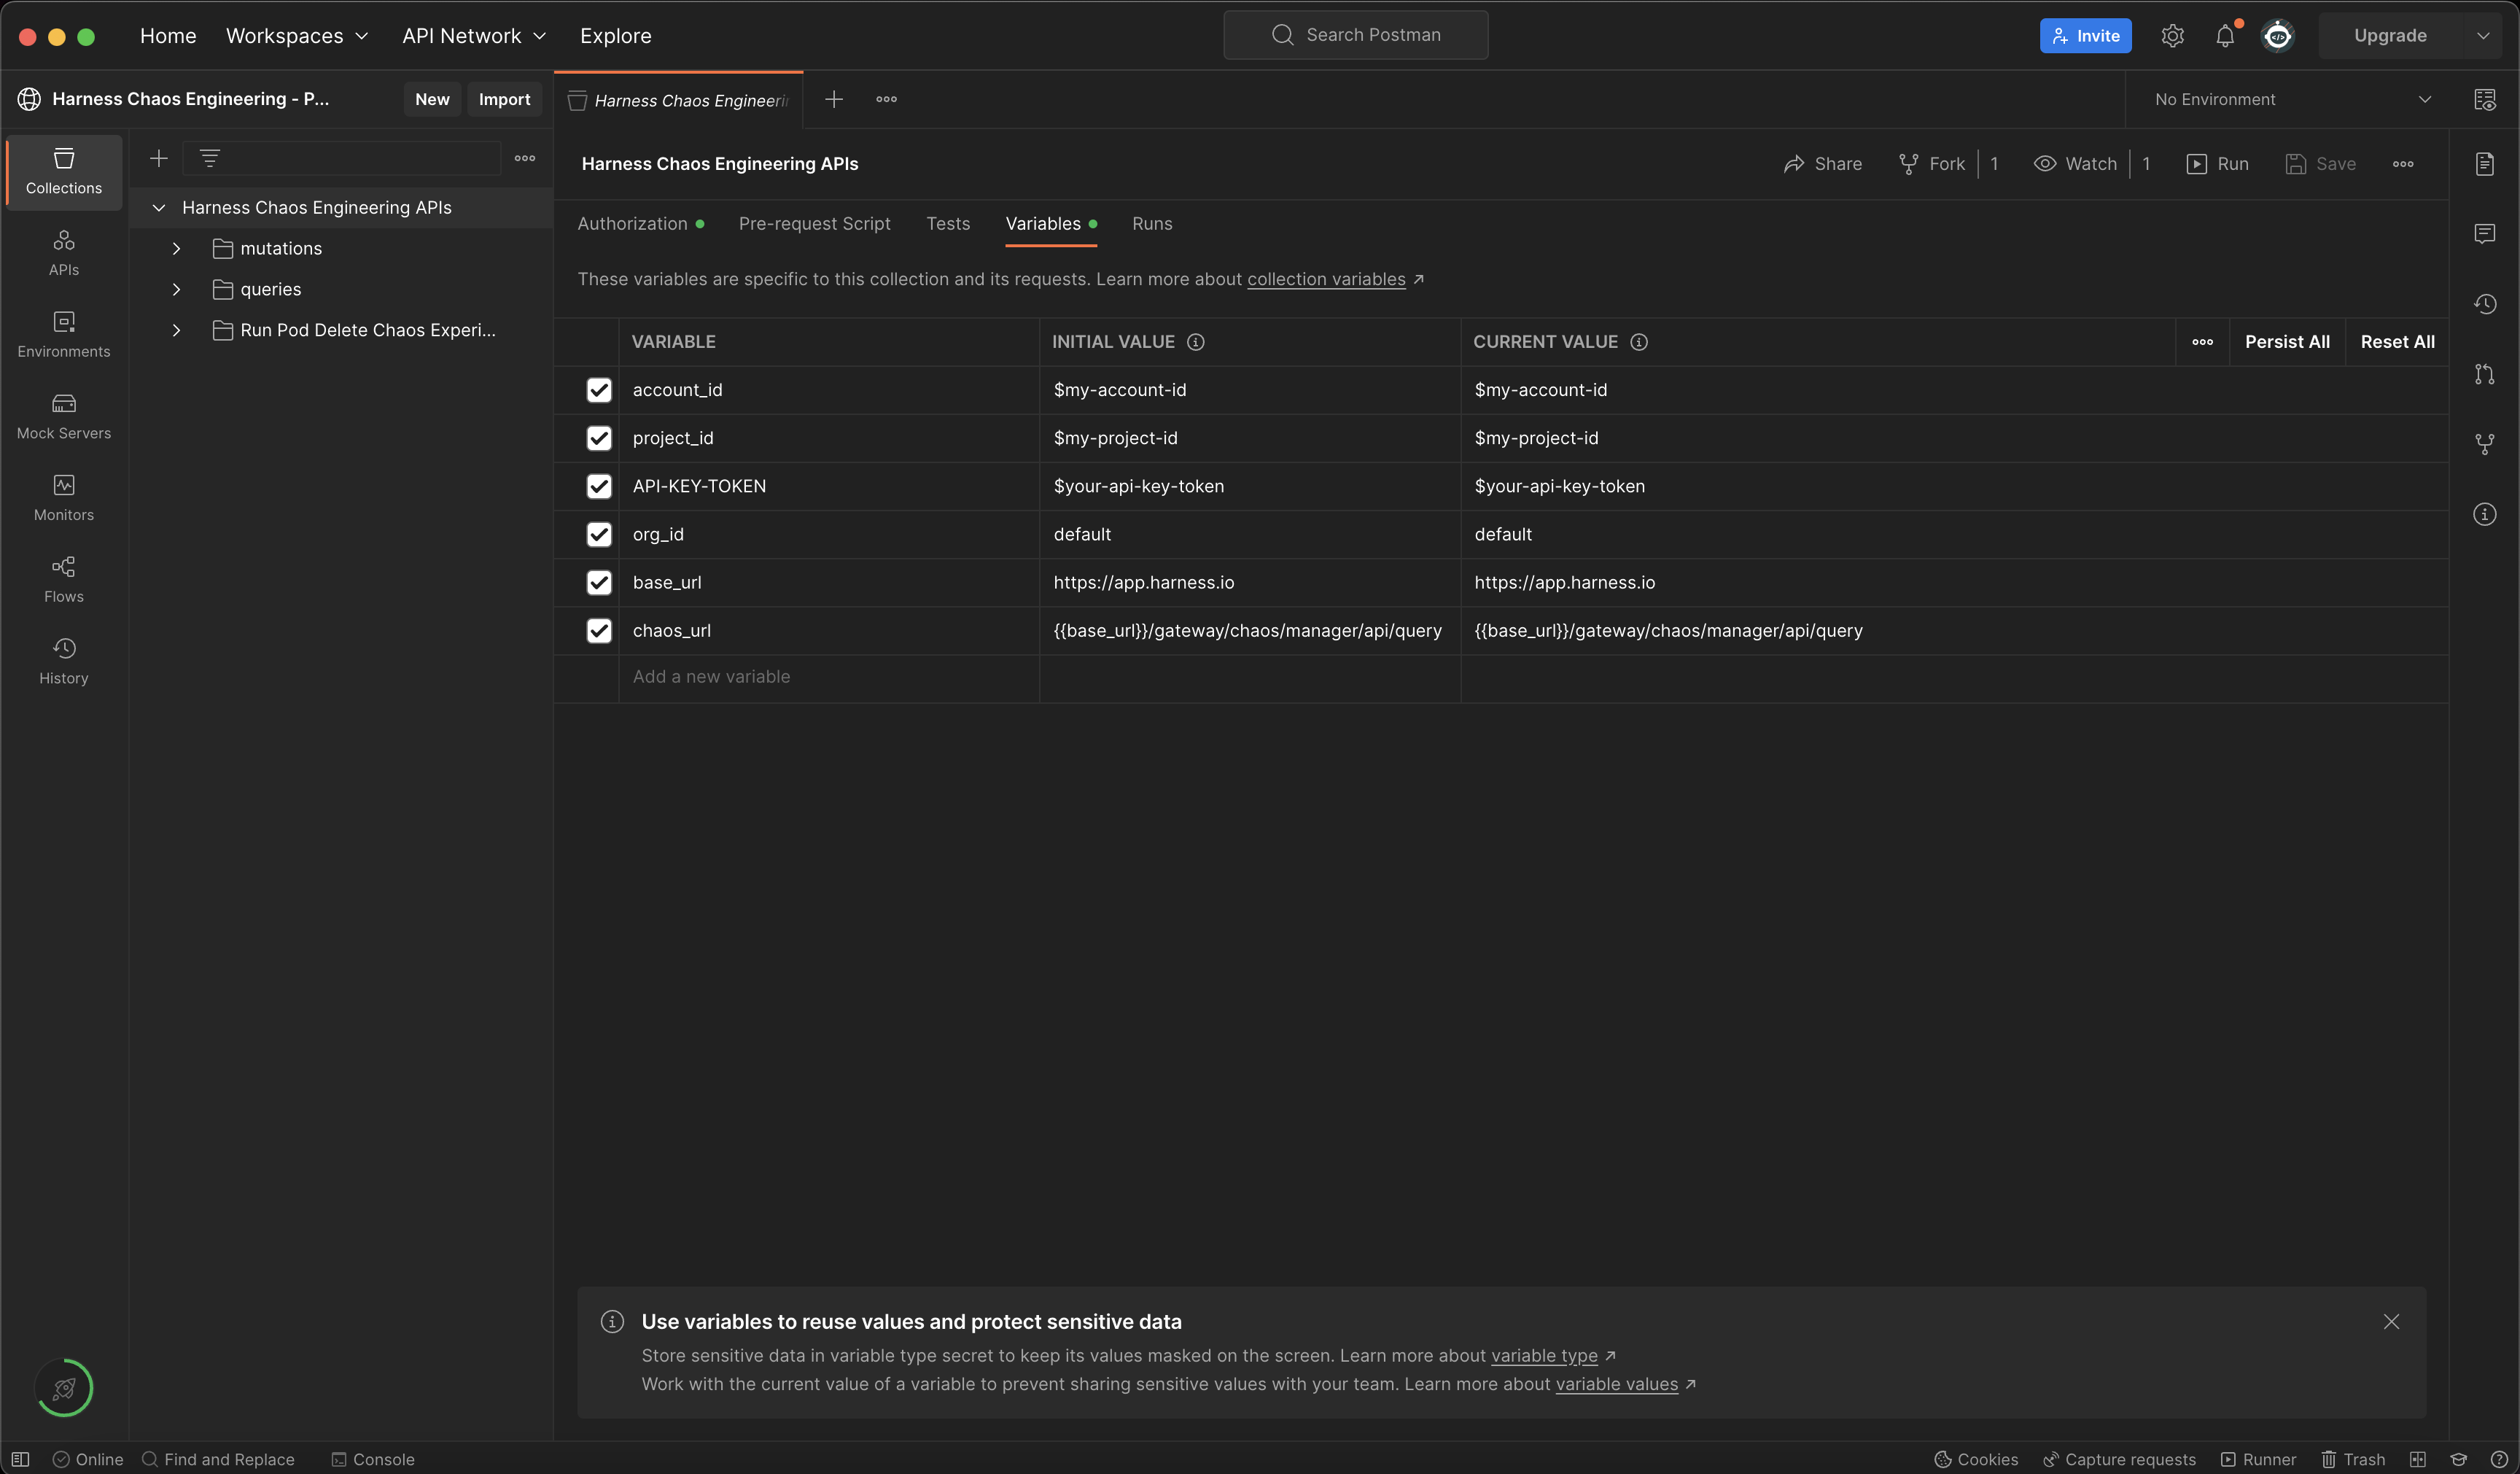 Home Workspaces API Network Explore Search Postman Invite Upgrade
Harness Chaos Engineering - P... New Import Harness Chaos Engineerin No Environment
Collections
APIs
Environments
Mock Servers
Monitors
Flows
History
Harness Chaos Engineering APIs
mutations
queries
Run Pod Delete Chaos Experi...
Harness Chaos Engineering APIs Share Fork 1 Watch 1 Run Save
Authorization Pre-request Script Tests Variables Runs
These variables are specific to this collection and its requests. Learn more about collection variables ↗
VARIABLE INITIAL VALUE CURRENT VALUE Persist All Reset All
account_id $my-account-id $my-account-id
project_id $my-project-id $my-project-id
API-KEY-TOKEN $your-api-key-token $your-api-key-token
org_id default default
base_url https://app.harness.io https://app.harness.io
chaos_url {{base_url}}/gateway/chaos/manager/api/query {{base_url}}/gateway/chaos/manager/api/query
Add a new variable
Use variables to reuse values and protect sensitive data
Store sensitive data in variable type secret to keep its values masked on the screen. Learn more about variable type ↗
Work with the current value of a variable to prevent sharing sensitive values with your team. Learn more about variable values ↗
Online Find and Replace Console Cookies Capture requests Runner Trash